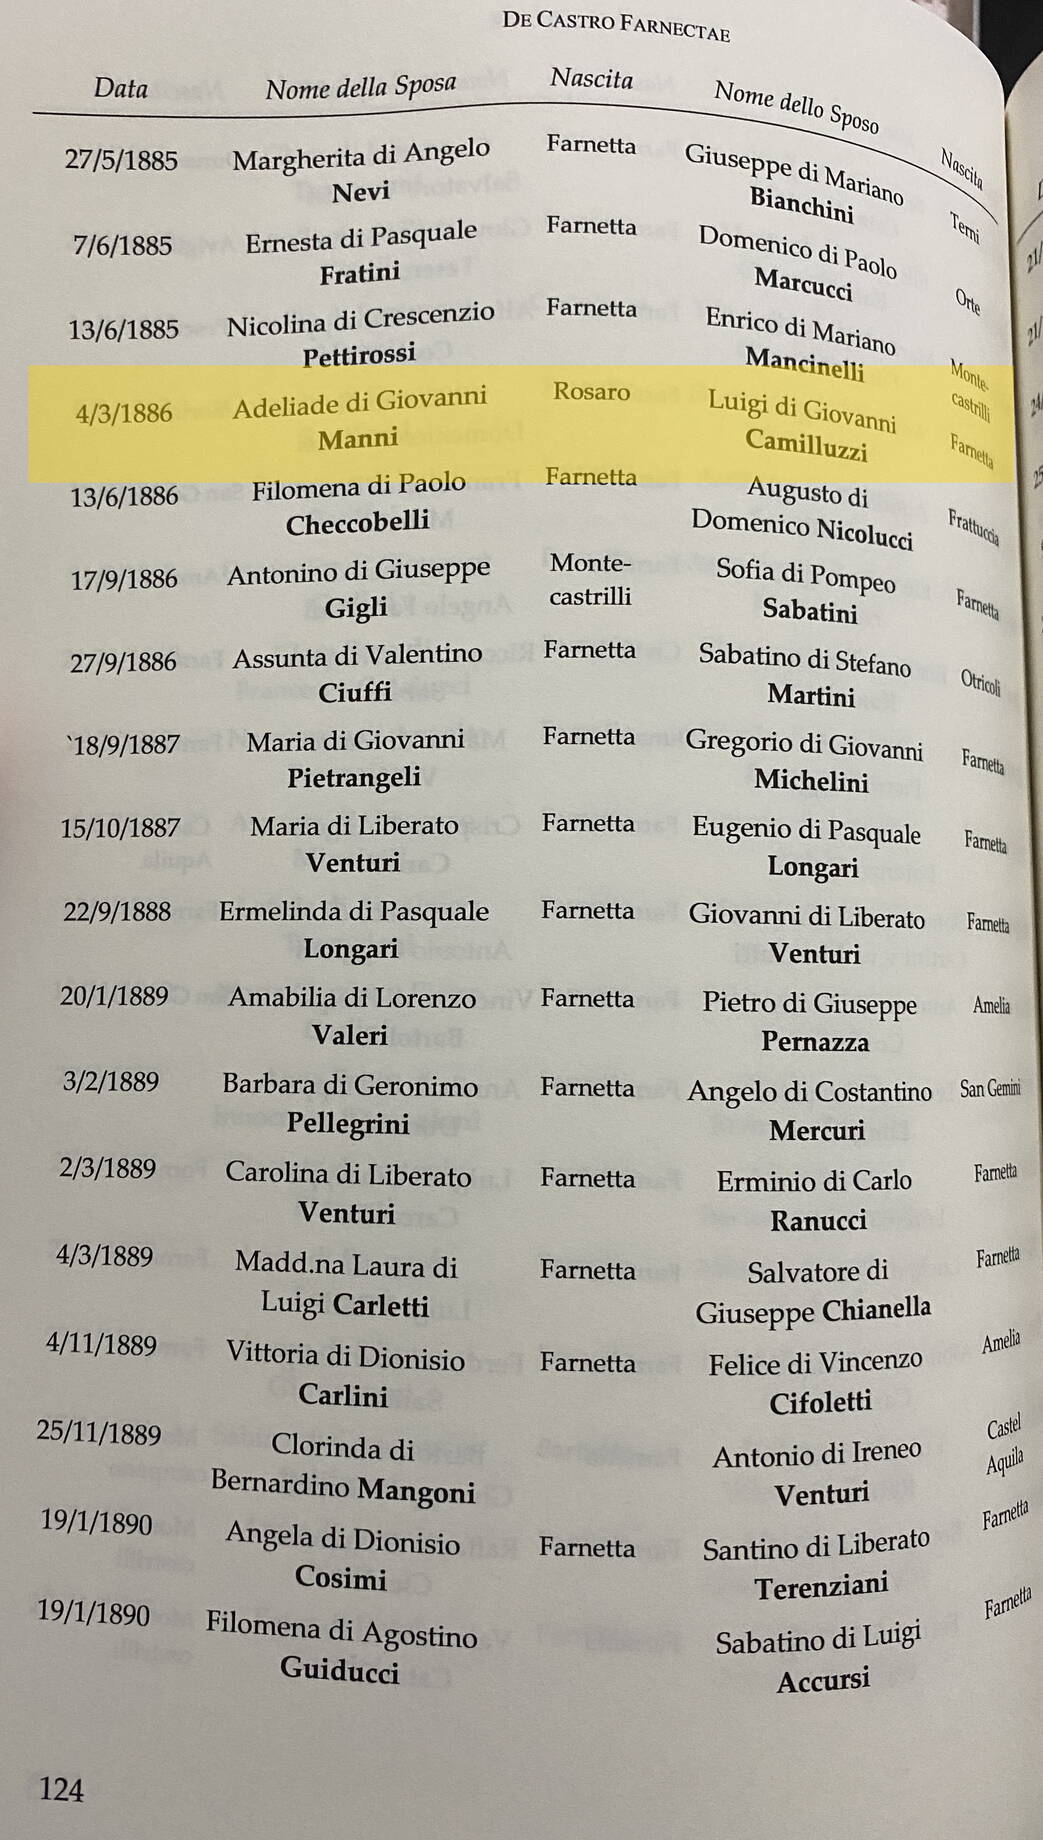 DE CASTRO FARNECTAE
Data Nome della Sposa Nascita Nome dello Sposo Nascita
27/5/1885 Margherita di Angelo Farnetta Giuseppe di Mariano Terni
Nevi Bianchini
7/6/1885 Ernesta di Pasquale Farnetta Domenico di Paolo Orte
Fratini Marcucci
13/6/1885 Nicolina di Crescenzio Farnetta Enrico di Mariano Monte-
Pettirossi Mancinelli castrilli
4/3/1886 Adeliade di Giovanni Rosaro Luigi di Giovanni Farnetta
Manni Camilluzzi
13/6/1886 Filomena di Paolo Farnetta Augusto di Frattuccia
Checcobelli Domenico Nicolucci
17/9/1886 Antonino di Giuseppe Monte- Sofia di Pompeo Farnetta
Gigli castrilli Sabatini
27/9/1886 Assunta di Valentino Farnetta Sabatino di Stefano Otricoli
Ciuffi Martini
`18/9/1887 Maria di Giovanni Farnetta Gregorio di Giovanni Farnetta
Pietrangeli Michelini
15/10/1887 Maria di Liberato Farnetta Eugenio di Pasquale Farnetta
Venturi Longari
22/9/1888 Ermelinda di Pasquale Farnetta Giovanni di Liberato Farnetta
Longari Venturi
20/1/1889 Amabilia di Lorenzo Farnetta Pietro di Giuseppe Amelia
Valeri Pernazza
3/2/1889 Barbara di Geronimo Farnetta Angelo di Costantino San Gemini
Pellegrini Mercuri
2/3/1889 Carolina di Liberato Farnetta Erminio di Carlo Farnetta
Venturi Ranucci
4/3/1889 Madd.na Laura di Farnetta Salvatore di Farnetta
Luigi Carletti Giuseppe Chianella
4/11/1889 Vittoria di Dionisio Farnetta Felice di Vincenzo Amelia
Carlini Cifoletti
25/11/1889 Clorinda di Antonio di Ireneo Castel
Bernardino Mangoni Venturi Aquila
19/1/1890 Angela di Dionisio Farnetta Santino di Liberato Farnetta
Cosimi Terenziani
19/1/1890 Filomena di Agostino Sabatino di Luigi Farnetta
Guiducci Accursi
124